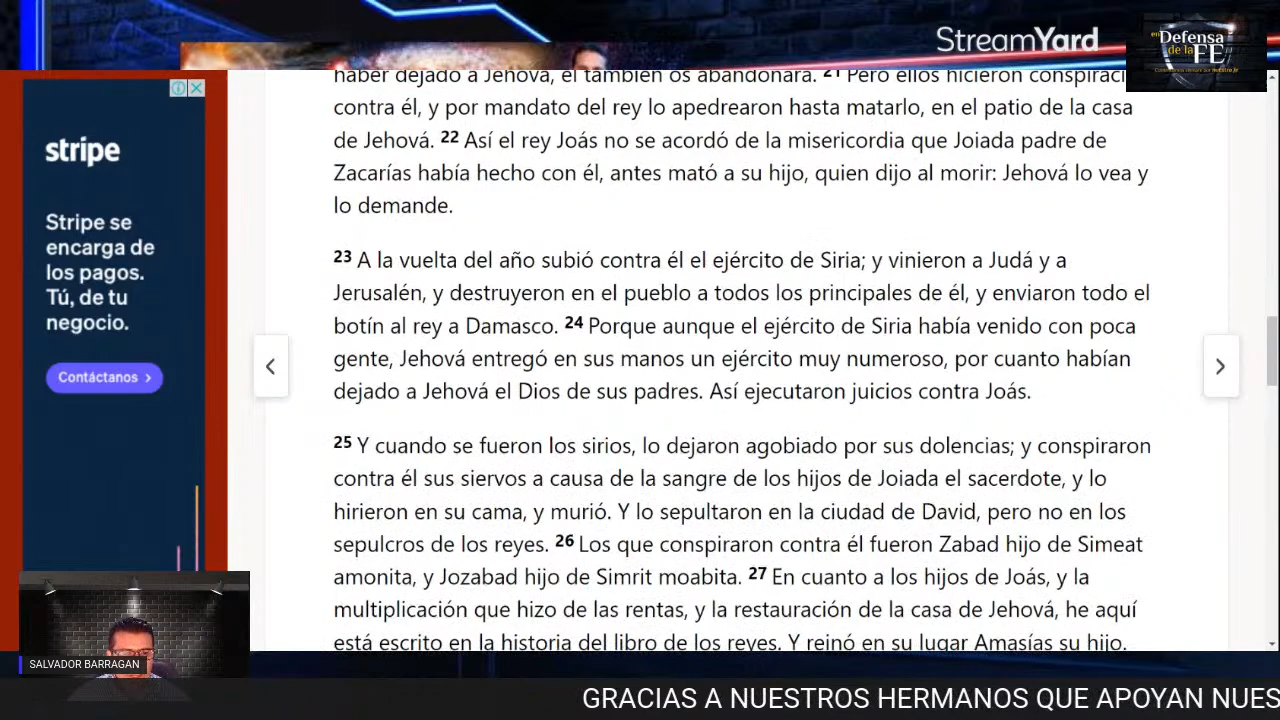 StreamYard
en Defensa
de la FE
haber dejado a Jehová, él también os abandonará. 21 Pero ellos hicieron
contra él, y por mandato del rey lo apedrearon hasta matarlo, en el patio de la casa
de Jehová. 22 Así el rey Joás no se acordó de la misericordia que Joiada padre de
Zacarías había hecho con él, antes mató a su hijo, quien dijo al morir: Jehová lo vea y
lo demande.
23 A la vuelta del año subió contra él el ejército de Siria; y vinieron a Judá y a
Jerusalén, y destruyeron en el pueblo a todos los principales de él, y enviaron todo el
botín al rey a Damasco. 24 Porque aunque el ejército de Siria había venido con poca
gente, Jehová entregó en sus manos un ejército muy numeroso, por cuanto habían
dejado a Jehová el Dios de sus padres. Así ejecutaron juicios contra Joás.
25 Y cuando se fueron los sirios, lo dejaron agobiado por sus dolencias; y conspiraron
contra él sus siervos a causa de la sangre de los hijos de Joiada el sacerdote, y lo
hirieron en su cama, y murió. Y lo sepultaron en la ciudad de David, pero no en los
sepulcros de los reyes. 26 Los que conspiraron contra él fueron Zabad hijo de Simeat
amonita, y Jozabad hijo de Simrit moabita. 27 En cuanto a los hijos de Joás, y la
multiplicación que hizo de las rentas, y la restauración de la casa de Jehová, he aquí
está escrito en la historia del libro de los reyes. Y reinó en su lugar Amasías su hijo.
stripe
Stripe se
encarga de
los pagos.
Tú, de tu
negocio.
Contáctanos >
SALVADOR BARRAGAN
GRACIAS A NUESTROS HERMANOS QUE APOYAN NUES